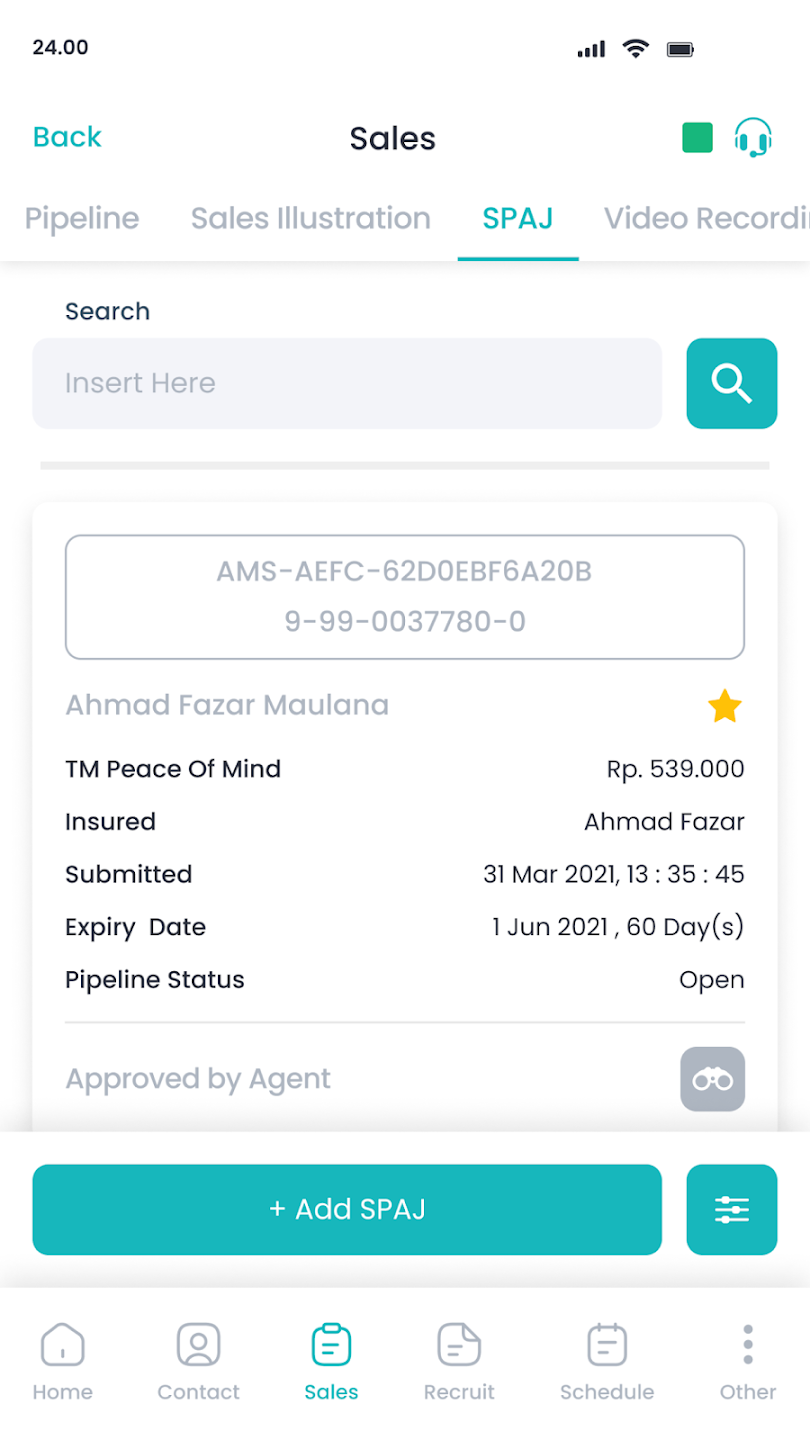 24.00
Back
Sales
Pipeline
Sales Illustration
SPAJ
Video Recordi
Search
Insert Here
AMS-AEFC-62D0EBF6A20B
9-99-0037780-0
Ahmad Fazar Maulana
TM Peace Of Mind
Rp. 539.000
Insured
Ahmad Fazar
Submitted
31 Mar 2021, 13 : 35 : 45
Expiry Date
1 Jun 2021 , 60 Day(s)
Pipeline Status
Open
Approved by Agent
+ Add SPAJ
Home
Contact
Sales
Recruit
Schedule
Other